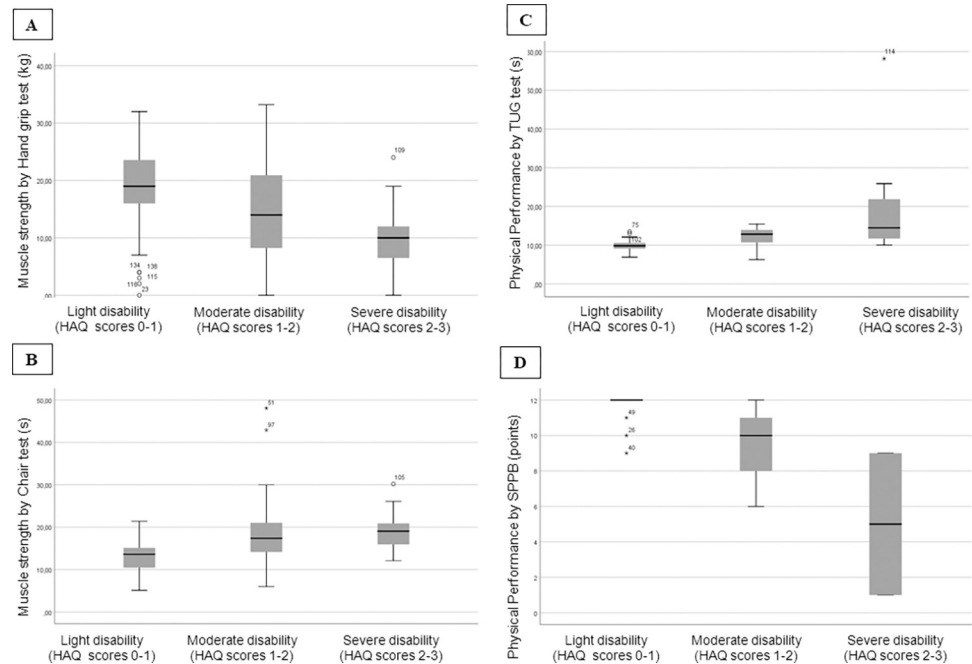 A
Muscle strength by Hand grip test (kg)
40,00
30,00
20,00
10,00
,00
109
134
138
115
116
23
Light disability
(HAQ scores 0-1)
Moderate disability
(HAQ scores 1-2)
Severe disability
(HAQ scores 2-3)
B
Muscle strength by Chair test (s)
50,00
40,00
30,00
20,00
10,00
,00
51
97
105
Light disability
(HAQ scores 0-1)
Moderate disability
(HAQ scores 1-2)
Severe disability
(HAQ scores 2-3)
C
Physical Performance by TUG test (s)
20,00
10,00
114
75
102
Light disability
(HAQ scores 0-1)
Moderate disability
(HAQ scores 1-2)
Severe disability
(HAQ scores 2-3)
D
Physical Performance by SPPB (points)
12
10
8
6
4
2
0
49
26
40
Light disability
(HAQ scores 0-1)
Moderate disability
(HAQ scores 1-2)
Severe disability
(HAQ scores 2-3)